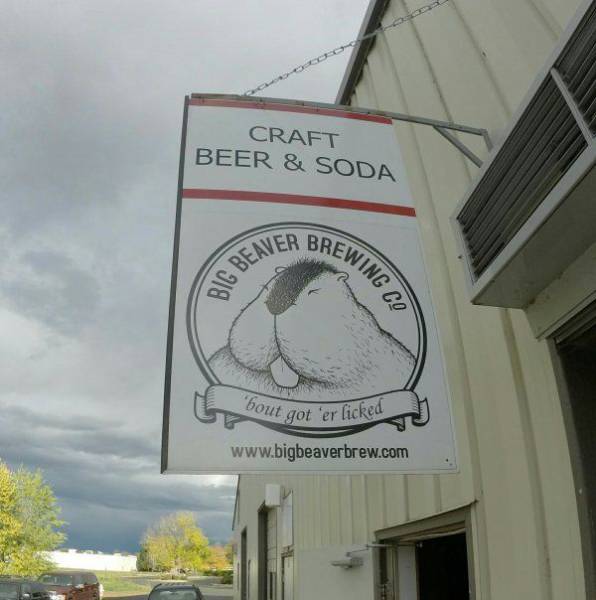 CRAFT
BEER & SODA
BIG BEAVER BREWING CO
'bout got 'er licked
www.bigbeaverbrew.com